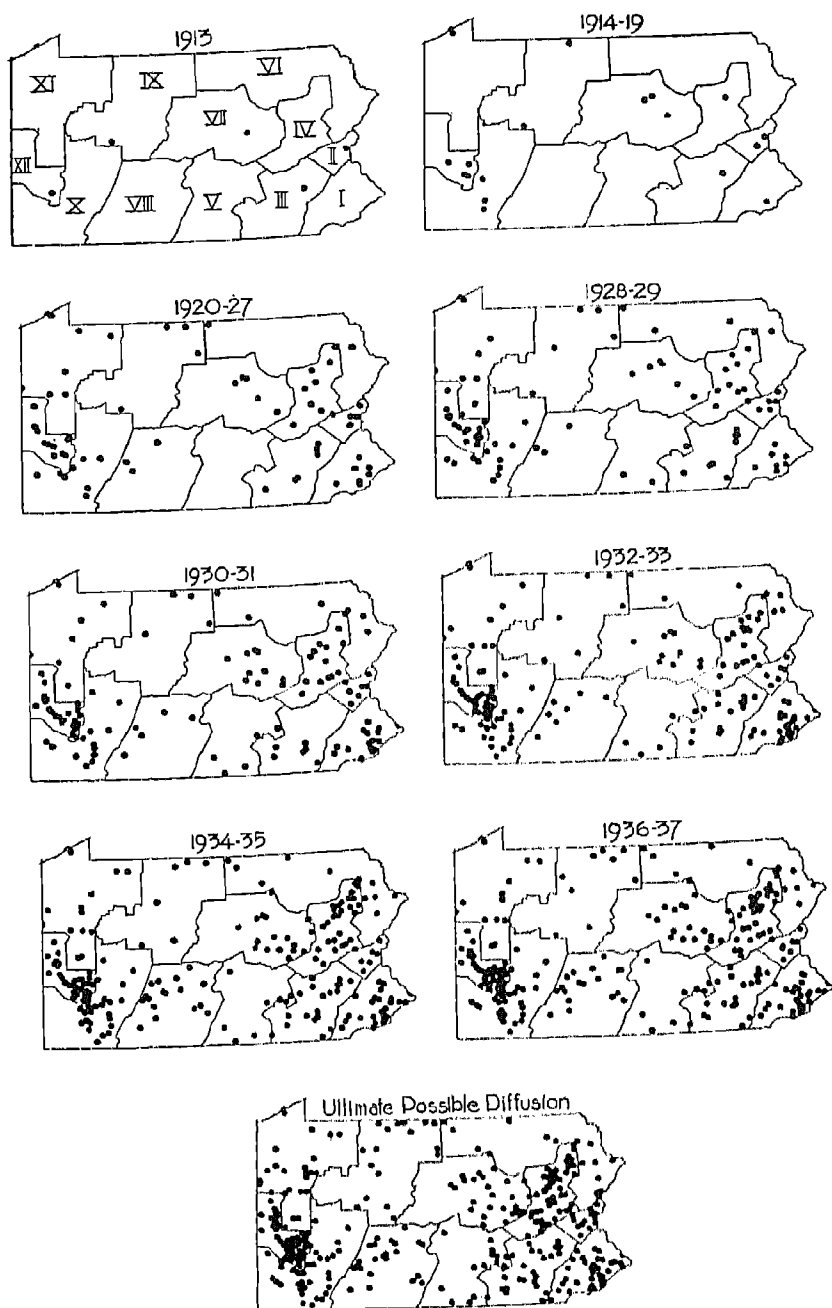 1913
1914-19
XI
IX
VI
VII
IV
XII
II
X
VIII
V
III
I
1920-27
1928-29
1930-31
1932-33
1934-35
1936-37
Ultimate Possible Diffusion